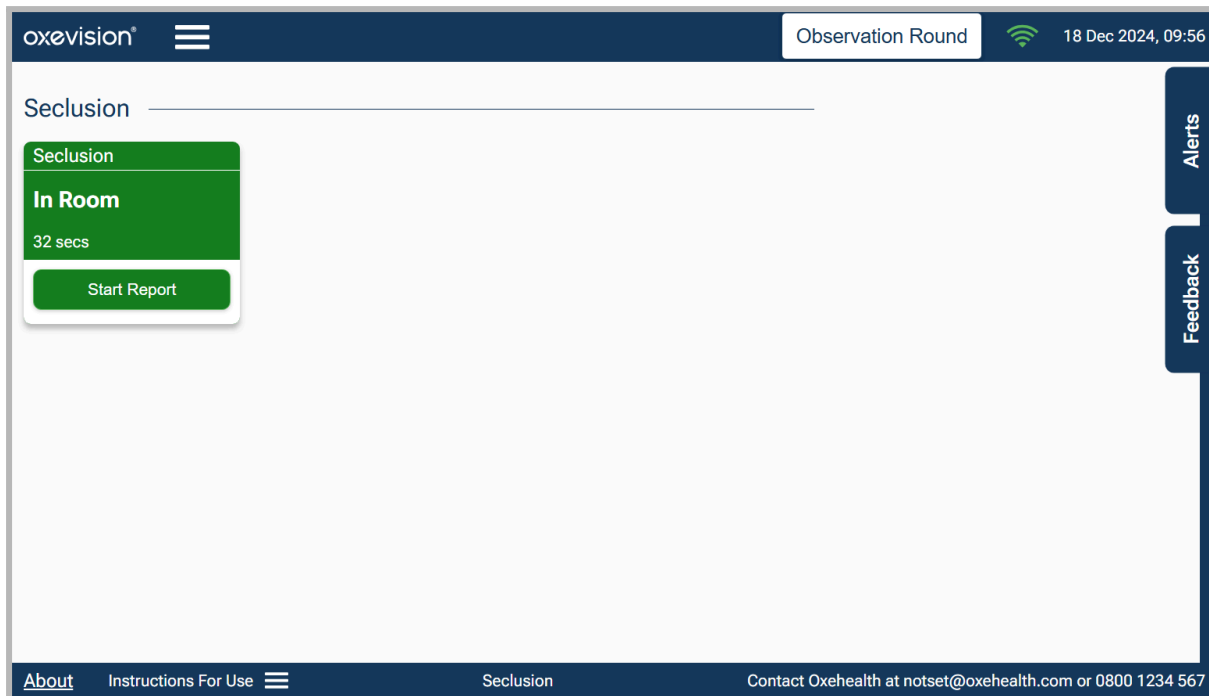 oxevision®
Observation Round
18 Dec 2024, 09:56
Seclusion
Seclusion
In Room
32 secs
Start Report
Alerts
Feedback
About
Instructions For Use
Seclusion
Contact Oxehealth at notset@oxehealth.com or 0800 1234 567